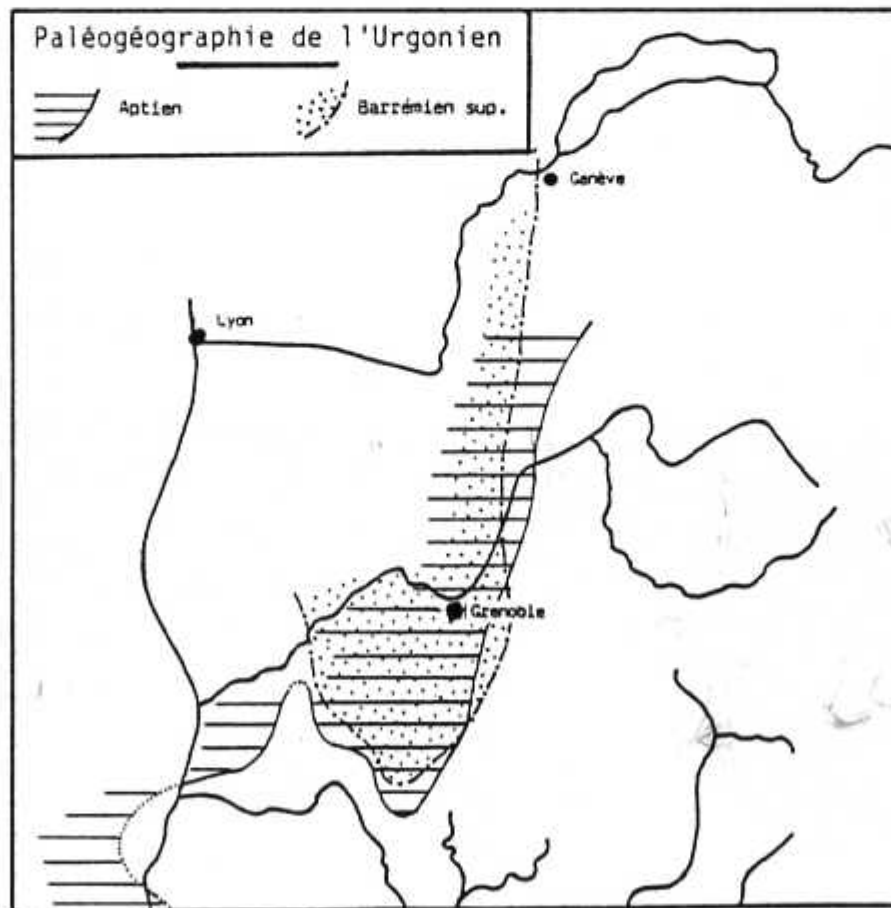 Paléogéographie de l'Urgonien
Aptien
Barrémien sup.
Genève
Lyon
Grenoble